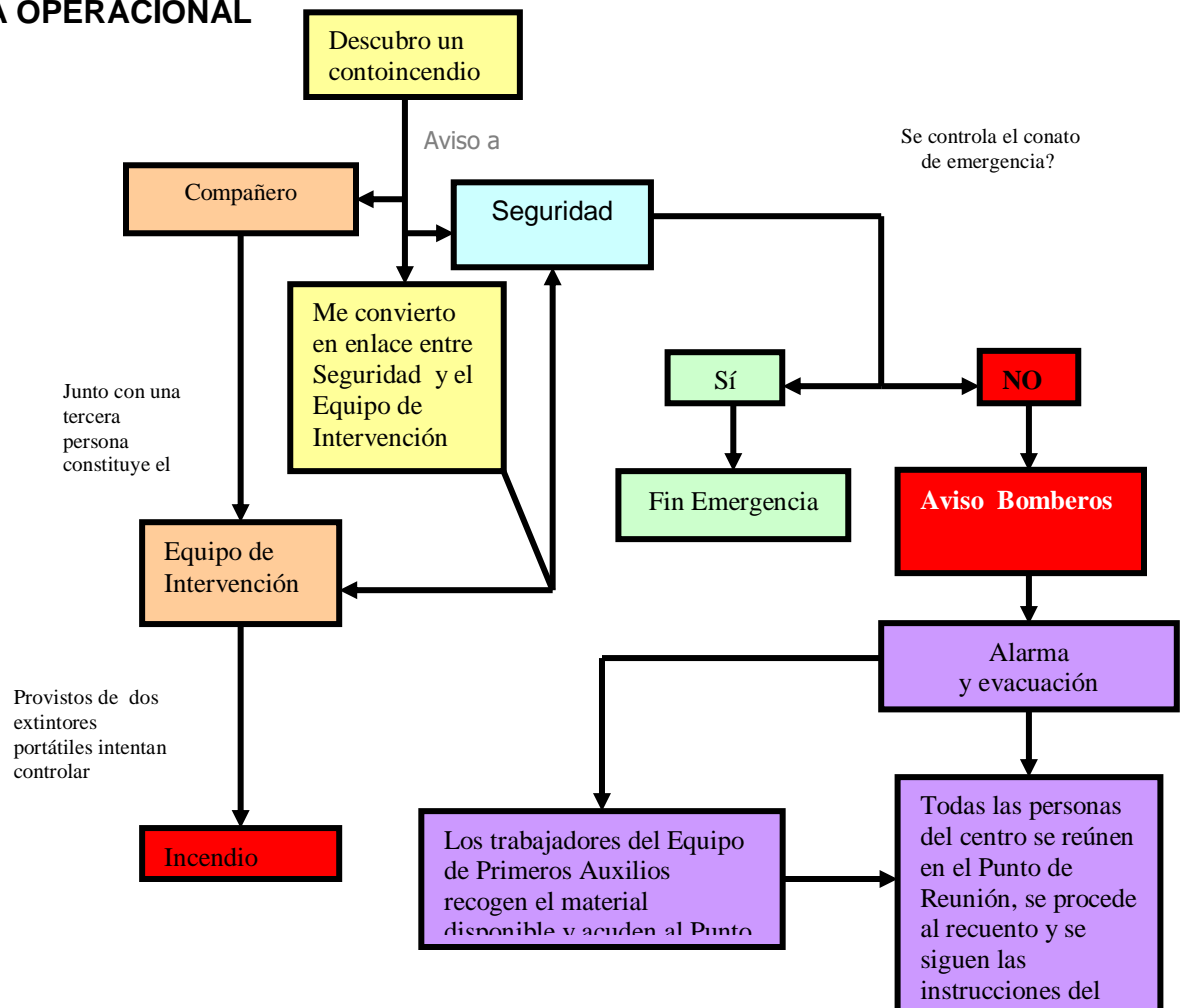 A OPERACIONAL
Descubro un
contoincendio
Aviso a
Se controla el conato
de emergencia?
Compañero
Seguridad
Me convierto
en enlace entre
Seguridad y el
Equipo de
Intervención
Sí
NO
Junto con una
tercera
persona
constituye el
Fin Emergencia
Aviso Bomberos
Equipo de
Intervención
Alarma
y evacuación
Provistos de dos
extintores
portátiles intentan
controlar
Incendio
Los trabajadores del Equipo
de Primeros Auxilios
recogen el material
disponible y acuden al Punto
Todas las personas
del centro se reúnen
en el Punto de
Reunión, se procede
al recuento y se
siguen las
instrucciones del